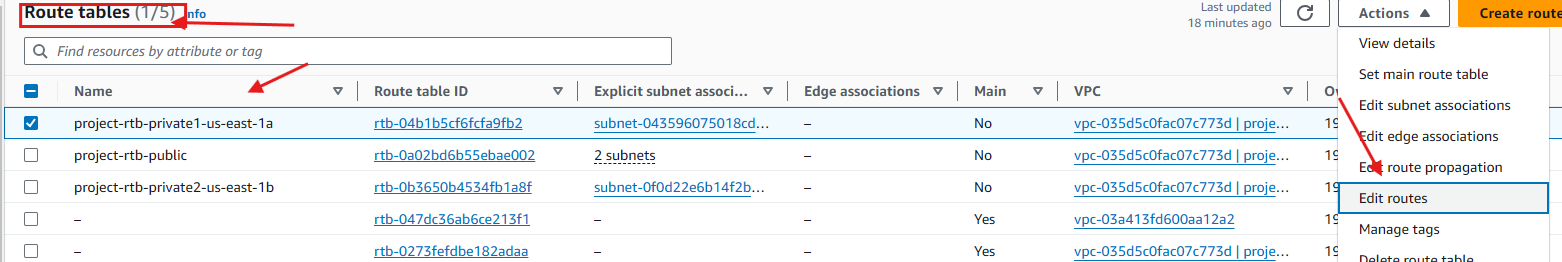 Route tables (1/5) Info
Last updated
18 minutes ago
Actions
Create route
Find resources by attribute or tag
View details
Set main route table
Edit subnet associations
Edit edge associations
Edit route propagation
Edit routes
Manage tags
Delete route table
Name Route table ID Explicit subnet associ... Edge associations Main VPC
project-rtb-private1-us-east-1a rtb-04b1b5cf6fcfa9fb2 subnet-043596075018cd... – No vpc-035d5c0fac07c773d | proje... 19
project-rtb-public rtb-0a02bd6b55ebae002 2 subnets – No vpc-035d5c0fac07c773d | proje... 19
project-rtb-private2-us-east-1b rtb-0b3650b4534fb1a8f subnet-0f0d22e6b14f2b... – No vpc-035d5c0fac07c773d | proje... 19
– rtb-047dc36ab6ce213f1 – – Yes vpc-03a413fd600aa12a2 19
– rtb-0273fefdbe182adaa – – Yes vpc-035d5c0fac07c773d | proje... 19